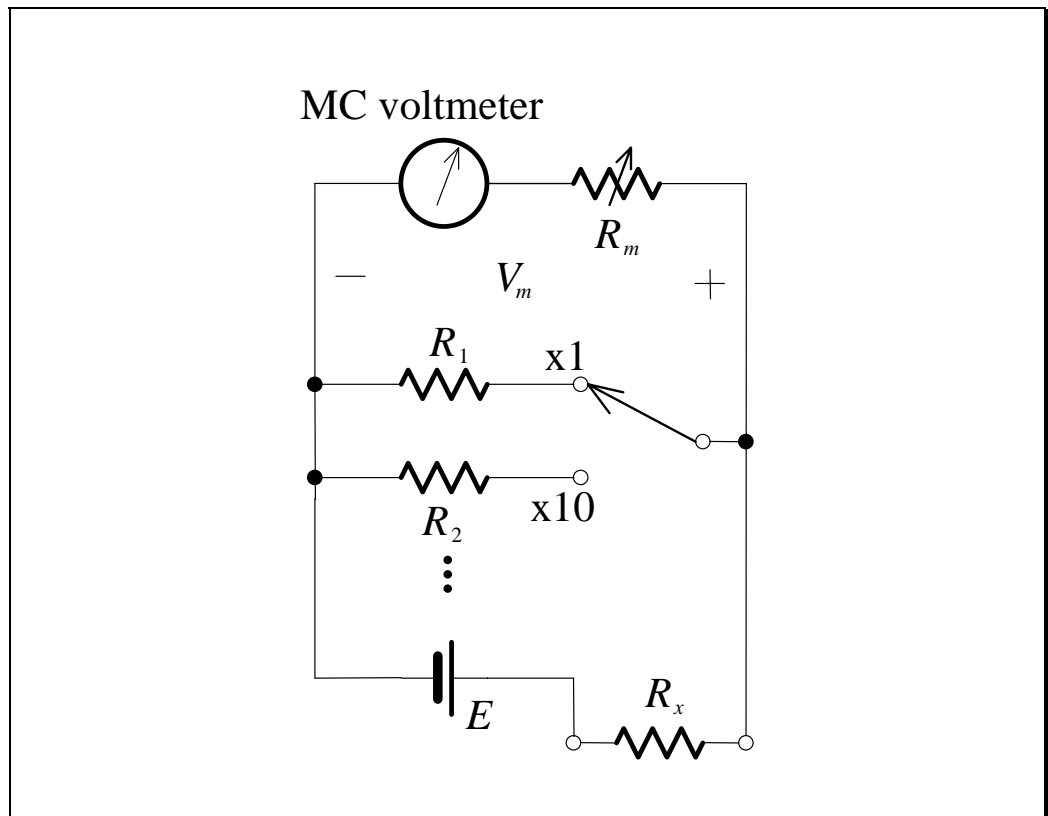 MC voltmeter
R_m
− V_m +
R_1
x1
x10
R_2
E
R_x